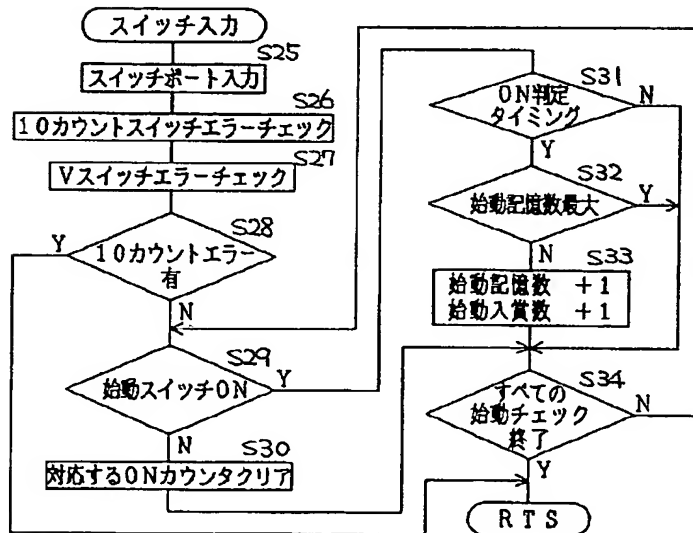 スイッチ入力
S25
スイッチポート入力
S26
10カウントスイッチエラーチェック
S27
Vスイッチエラーチェック
S28
Y
10カウントエラー
有
N
S29
始動スイッチON
Y
N
S30
対応するONカウンタクリア
S31
ON判定
タイミング
N
Y
S32
始動記憶数最大
Y
N
S33
始動記憶数 +1
始動入賞数 +1
S34
すべての
始動チェック
終了
N
Y
RTS